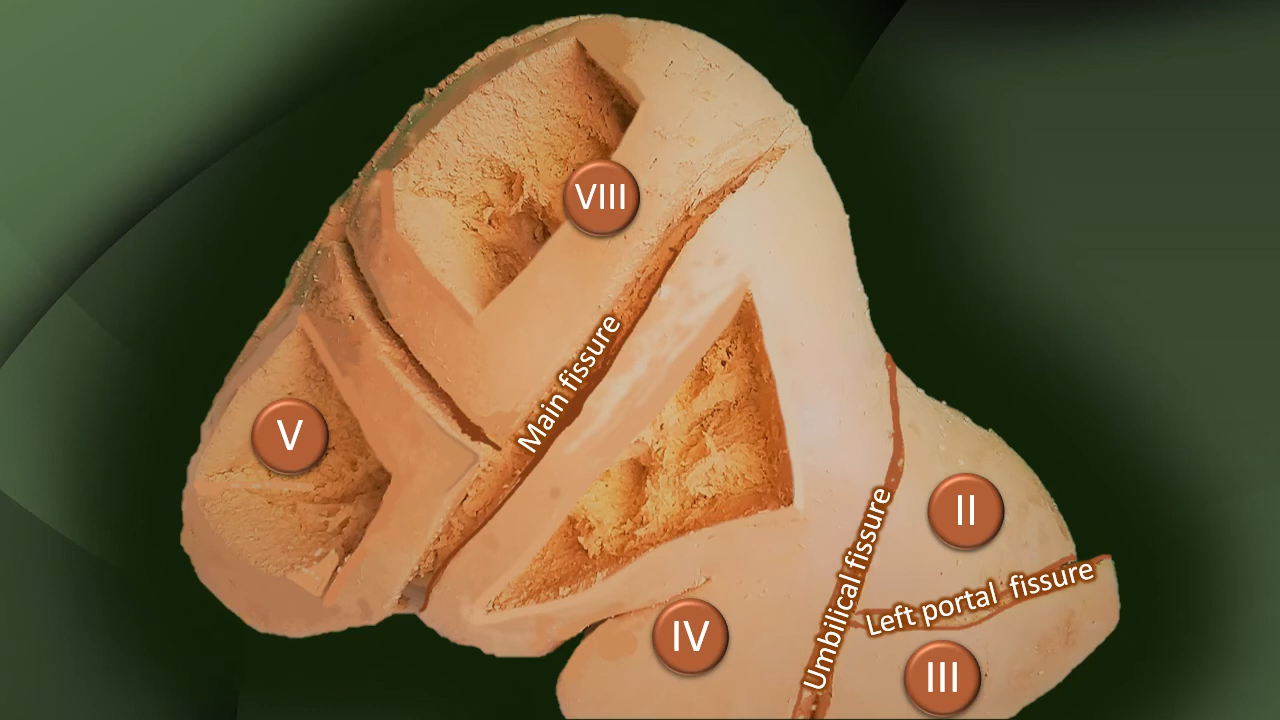 VIII
Main fissure
V
II
Umbilical fissure
Left portal fissure
IV
III